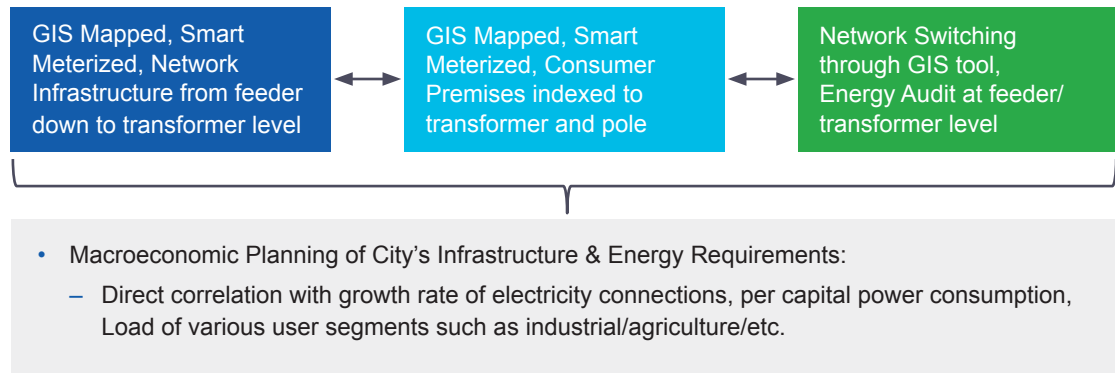 GIS Mapped, Smart
Meterized, Network
Infrastructure from feeder
down to transformer level
GIS Mapped, Smart
Meterized, Consumer
Premises indexed to
transformer and pole
Network Switching
through GIS tool,
Energy Audit at feeder/
transformer level
• Macroeconomic Planning of City's Infrastructure & Energy Requirements:
– Direct correlation with growth rate of electricity connections, per capital power consumption,
Load of various user segments such as industrial/agriculture/etc.